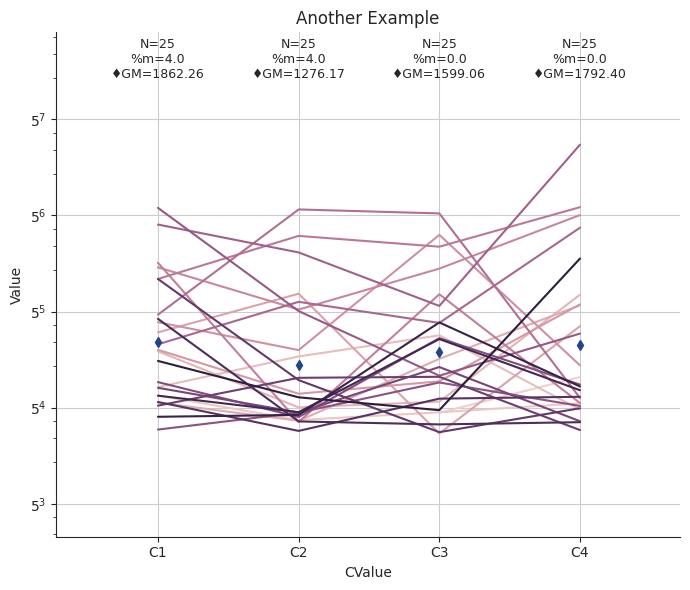 Another Example
N=25
%m=4.0
♦GM=1862.26
N=25
%m=4.0
♦GM=1276.17
N=25
%m=0.0
♦GM=1599.06
N=25
%m=0.0
♦GM=1792.40
Value
5⁷
5⁶
5⁵
5⁴
5³
C1 C2 C3 C4
CValue